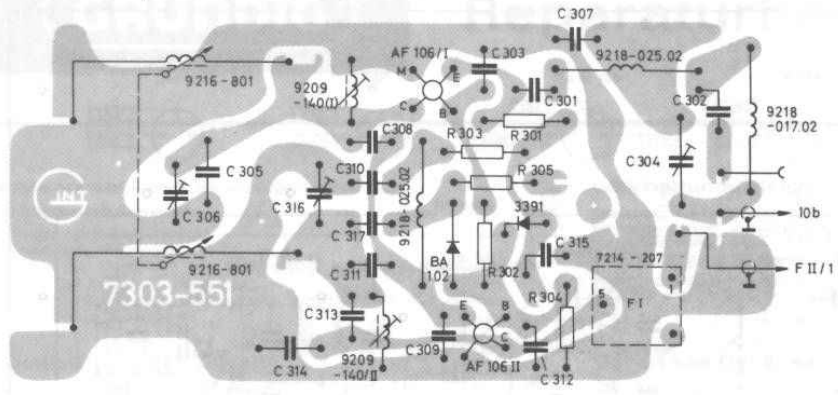 C 307
AF 106/I
C 303
9218-025.02
9216-801
M
E
9209
-140(I)
C
B
C 301
C 302
9218
-017.02
C 308
R 303
R 301
C 304
C 305
C 310
9218-025.02
R 305
INT
C 306
C 316
3391
10b
C 317
C 315
7214-207
9216-801
BA
102
R 302
F II/1
C 311
7303-551
R 304
5
F I
1
C 313
E
B
C
C 309
9209
-140/II
C 314
AF 106 II
C 312